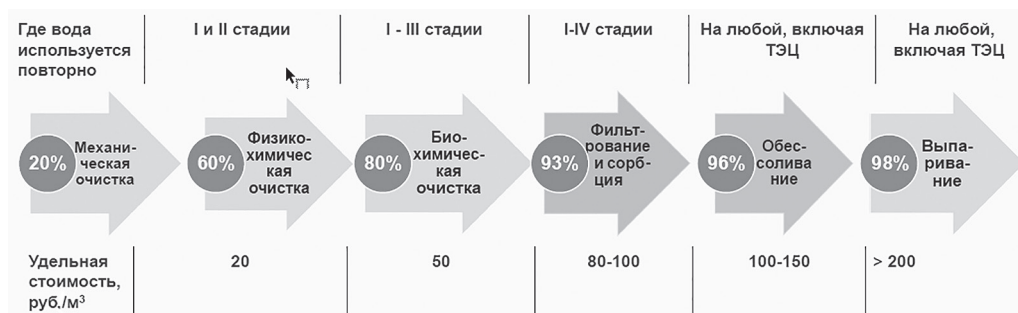 Где вода
используется
повторно
I и II стадии
I - III стадии
I-IV стадии
На любой, включая
ТЭЦ
На любой,
включая ТЭЦ
20%
Механи-
ческая
очистка
60%
Физико-
химичес
кая
очистка
80%
Био-
химичес-
кая
очистка
93%
Фильт-
рование
и сорб-
ция
96%
Обес-
солива
ние
98%
Выпа-
рива-
ние
Удельная
стоимость,
руб./м³
20
50
80-100
100-150
> 200